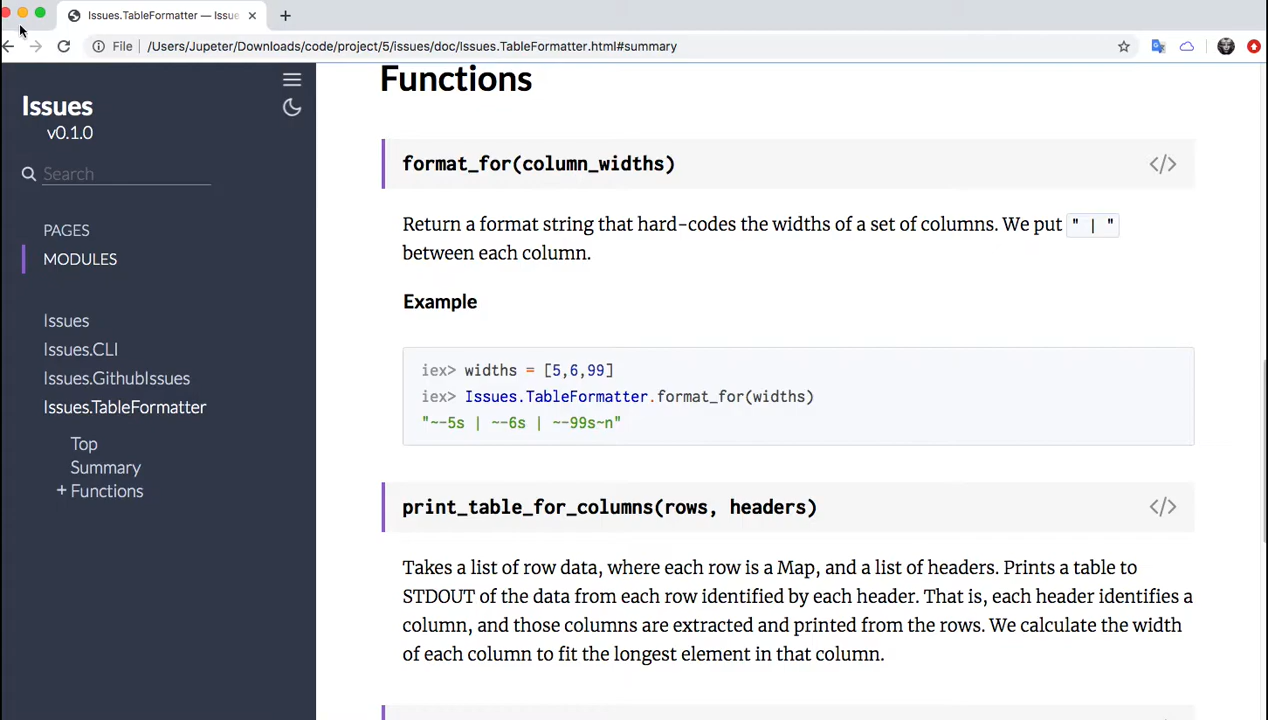 Issues.TableFormatter — Issue
File /Users/Jupeter/Downloads/code/project/5/issues/doc/Issues.TableFormatter.html#summary
Issues
v0.1.0
Search
PAGES
MODULES
Issues
Issues.CLI
Issues.GithubIssues
Issues.TableFormatter
Top
Summary
+ Functions
Functions
format_for(column_widths)
</>
Return a format string that hard-codes the widths of a set of columns. We put " | "
between each column.
Example
iex> widths = [5,6,99]
iex> Issues.TableFormatter.format_for(widths)
"~-5s | ~-6s | ~-99s~n"
print_table_for_columns(rows, headers)
</>
Takes a list of row data, where each row is a Map, and a list of headers. Prints a table to
STDOUT of the data from each row identified by each header. That is, each header identifies a
column, and those columns are extracted and printed from the rows. We calculate the width
of each column to fit the longest element in that column.